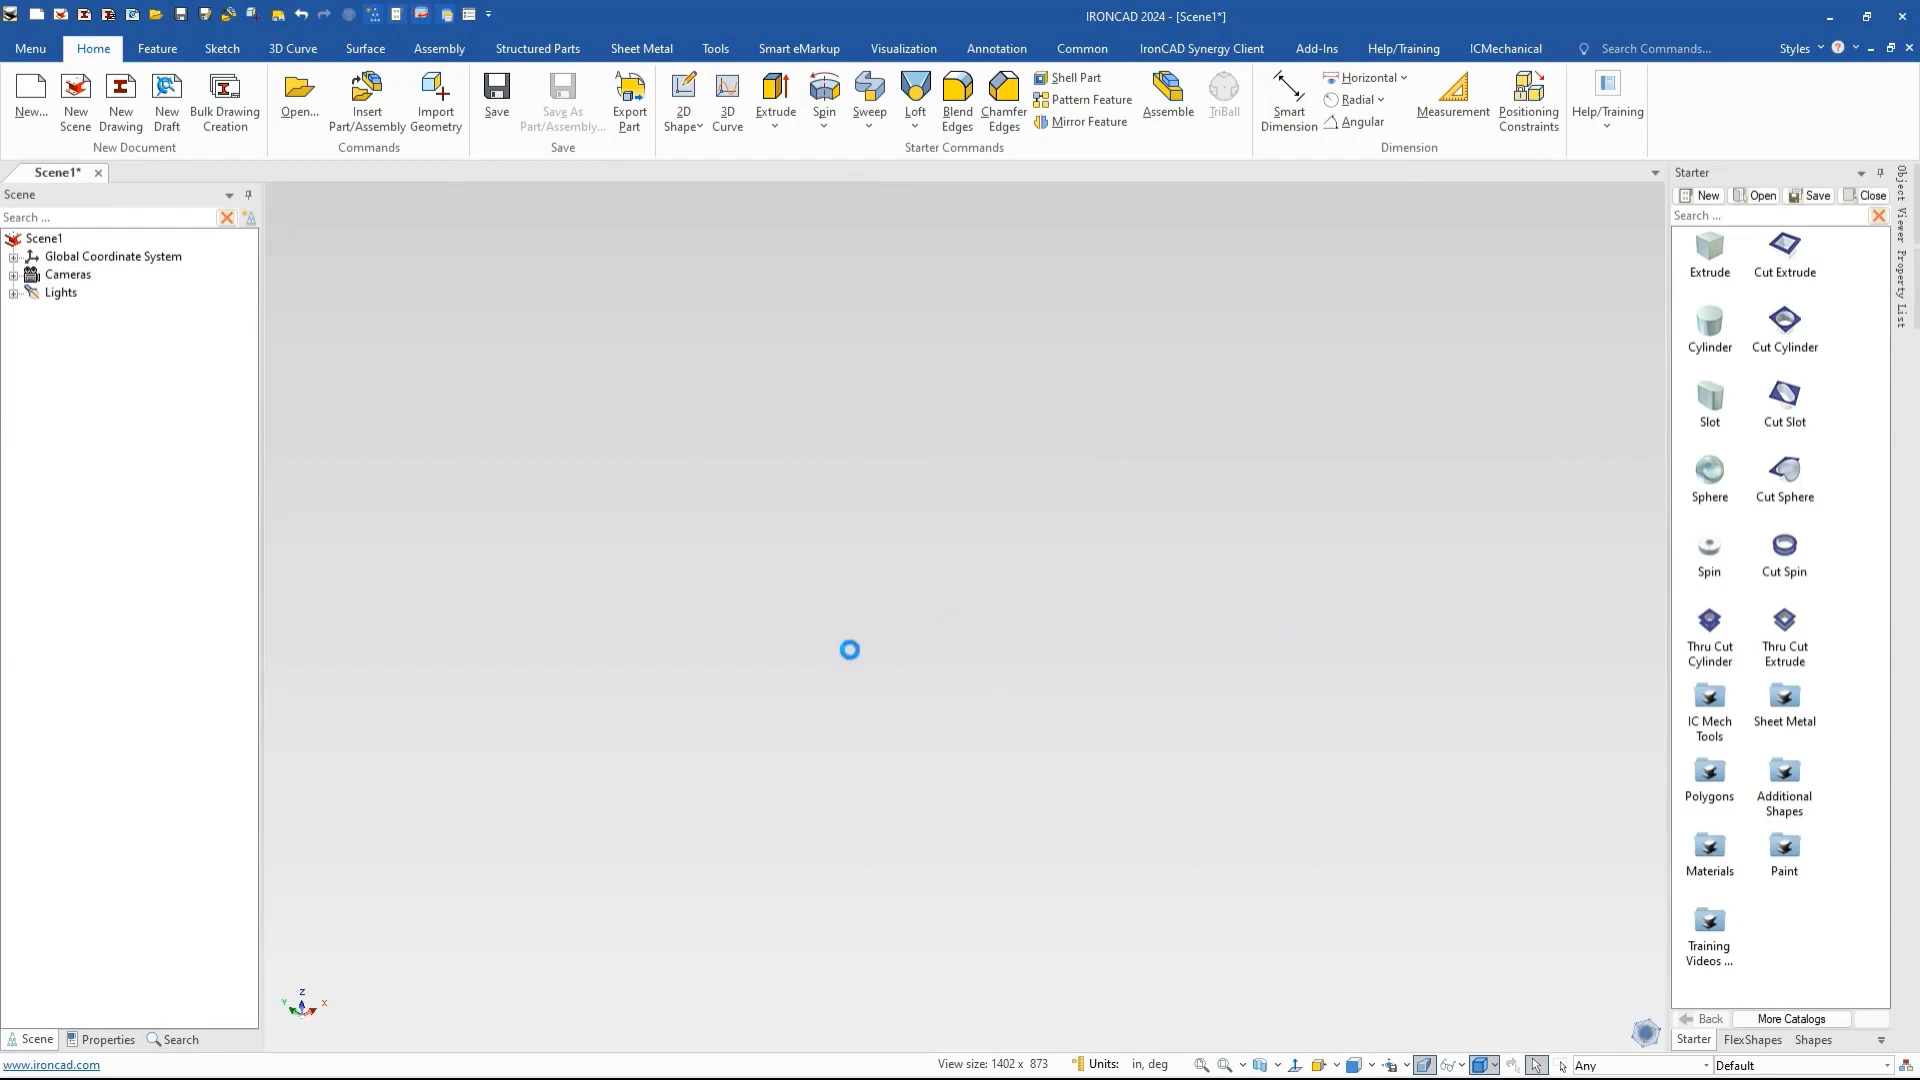 IRONCAD 2024 - [Scene1*]
Menu Home Feature Sketch 3D Curve Surface Assembly Structured Parts Sheet Metal Tools Smart eMarkup Visualization Annotation Common IronCAD Synergy Client Add-Ins Help/Training ICMechanical Search Commands... Styles
New...
New Scene
New Drawing
New Draft
Bulk Drawing Creation
New Document
Open...
Insert Part/Assembly
Import Geometry
Commands
Save
Save As Part/Assembly...
Export Part
Save
2D Shape
3D Curve
Extrude
Spin
Sweep
Loft
Blend Edges
Chamfer Edges
Shell Part
Pattern Feature
Mirror Feature
Assemble
TriBall
Starter Commands
Smart Dimension
Horizontal
Radial
Angular
Measurement
Positioning Constraints
Dimension
Help/Training
Scene1*
Scene
Search ...
Scene1
Global Coordinate System
Cameras
Lights
Z
Y
X
Starter
New Open Save Close
Search ...
Extrude Cut Extrude
Cylinder Cut Cylinder
Slot Cut Slot
Sphere Cut Sphere
Spin Cut Spin
Thru Cut Cylinder
Thru Cut Extrude
IC Mech Tools
Sheet Metal
Polygons
Additional Shapes
Materials Paint
Training Videos ...
Back More Catalogs
Starter FlexShapes Shapes
Object Viewer Property List
Scene Properties Search
www.ironcad.com
View size: 1402 x 873 Units: in, deg Any Default